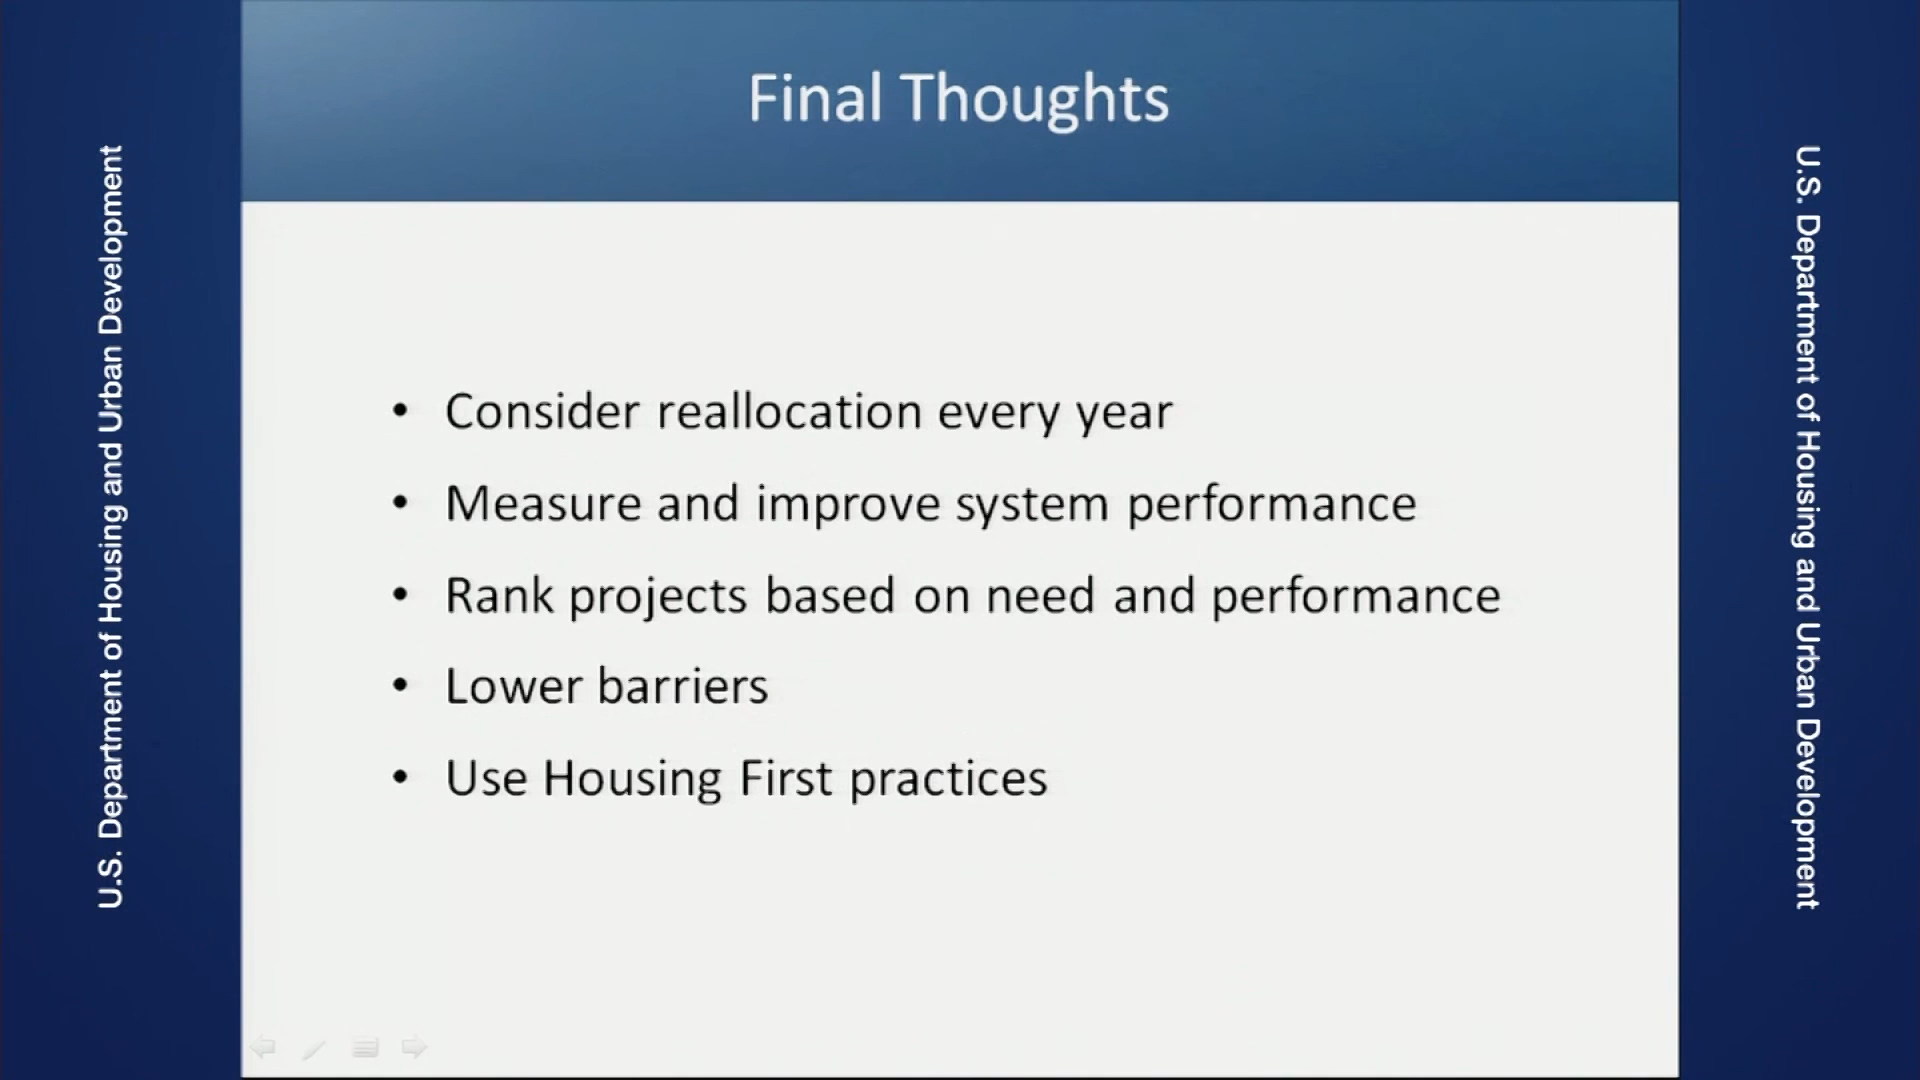 Final Thoughts
• Consider reallocation every year
• Measure and improve system performance
• Rank projects based on need and performance
• Lower barriers
• Use Housing First practices
U.S. Department of Housing and Urban Development
U.S. Department of Housing and Urban Development